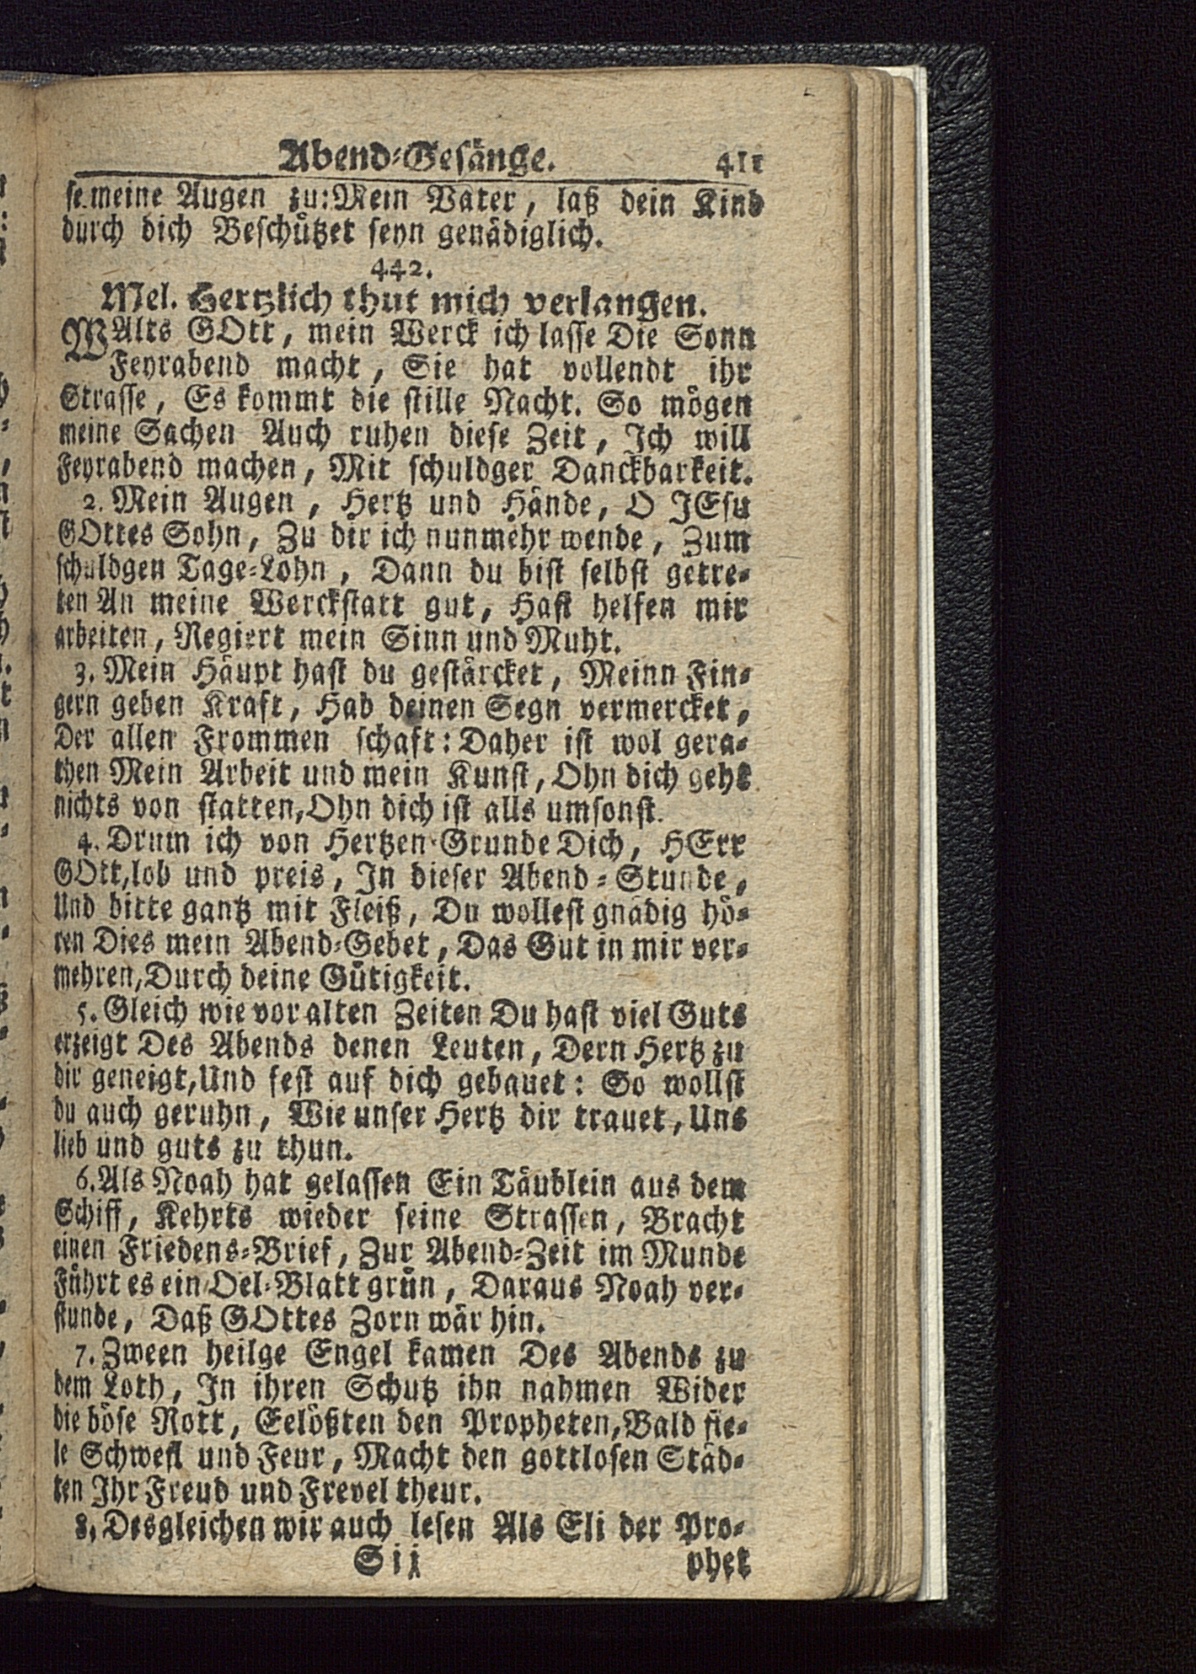 Abend-Gesänge. 411
se meine Augen zu: Mein Vater, laß dein Kind
durch dich Beschützet seyn genädiglich.
442.
Mel. Hertzlich thut mich verlangen.
WAlts GOtt, mein Werck ich lasse Die Sonn
Feyrabend macht, Sie hat vollendt ihr
Strasse, Es kommt die stille Nacht. So mögen
meine Sachen Auch ruhen diese Zeit, Ich will
Feyrabend machen, Mit schuldger Danckbarkeit.
2. Mein Augen, Hertz und Hände, O JEsu
GOttes Sohn, Zu dir ich nunmehr wende, Zum
schuldgen Tage-Lohn, Dann du bist selbst getre-
ten An meine Werckstatt gut, Hast helfen mir
arbeiten, Regiert mein Sinn und Muht.
3. Mein Häupt hast du gestärcket, Meinn Fin-
gern geben Kraft, Hab deinen Segn vermercket,
Der allen Frommen schaft: Daher ist wol gera-
then Mein Arbeit und mein Kunst, Ohn dich geht
nichts von statten, Ohn dich ist alls umsonst.
4. Drum ich von Hertzen-Grunde Dich, HErr
GOtt, lob und preis, In dieser Abend-Stunde,
Und bitte gantz mit Fleiß, Du wollest gnädig hö-
ren Dies mein Abend-Gebet, Das Gut in mir ver-
mehren, Durch deine Gütigkeit.
5. Gleich wie vor alten Zeiten Du hast viel Guts
erzeigt Des Abends denen Leuten, Dern Hertz zu
dir geneigt, Und fest auf dich gebauet: So wollst
du auch geruhn, Wie unser Hertz dir trauet, Uns
lieb und guts zu thun.
6. Als Noah hat gelassen Ein Täublein aus dem
Schiff, Kehrts wieder seine Strassen, Bracht
einen Friedens-Brief, Zur Abend-Zeit im Munde
Führt es ein Oel-Blatt grün, Daraus Noah ver-
stunde, Daß GOttes Zorn wär hin.
7. Zween heilge Engel kamen Des Abends zu
dem Loth, In ihren Schutz ihn nahmen Wider
die böse Rott, Eelößten den Propheten, Bald fie-
le Schwefl und Feur, Macht den gottlosen Städ-
ten Ihr Freud und Frevel theur.
8. Desgleichen wir auch lesen Als Eli der Pro-
S ij phet